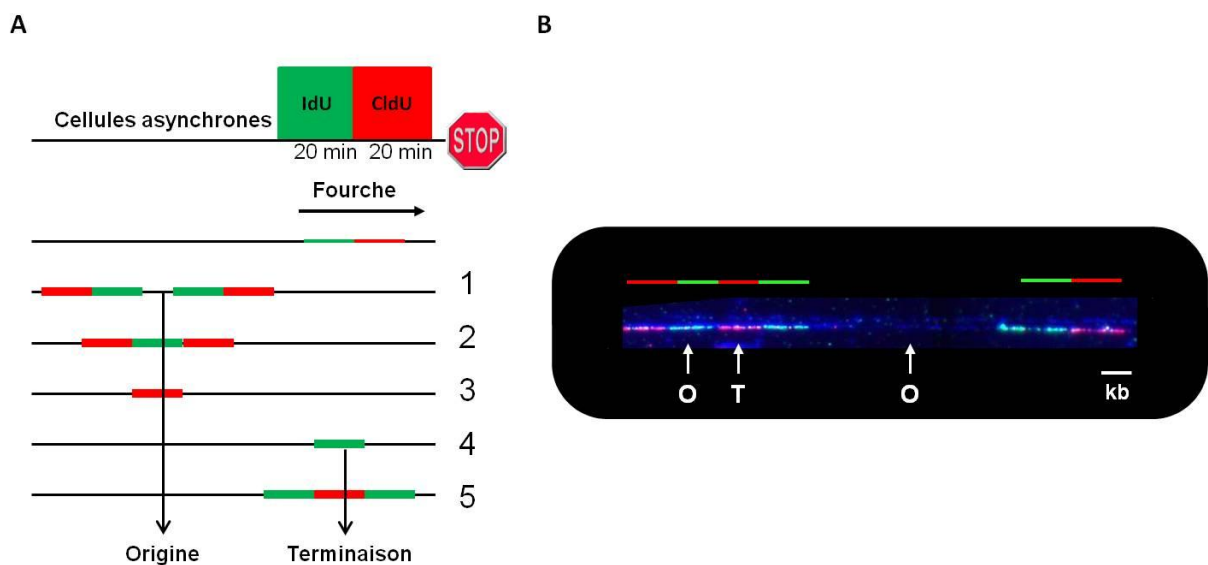 A
IdU
CldU
Cellules asynchrones
STOP
20 min
20 min
Fourche
1
2
3
4
5
Origine
Terminaison
B
O
T
O
kb